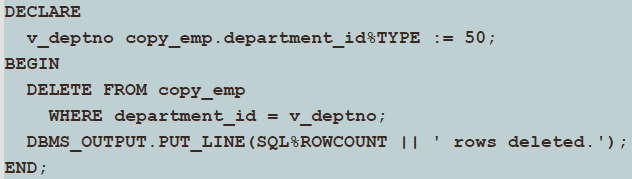 DECLARE
v_deptno copy_emp.department_id%TYPE := 50;
BEGIN
DELETE FROM copy_emp
WHERE department_id = v_deptno;
DBMS_OUTPUT.PUT_LINE(SQL%ROWCOUNT || ' rows deleted.');
END;